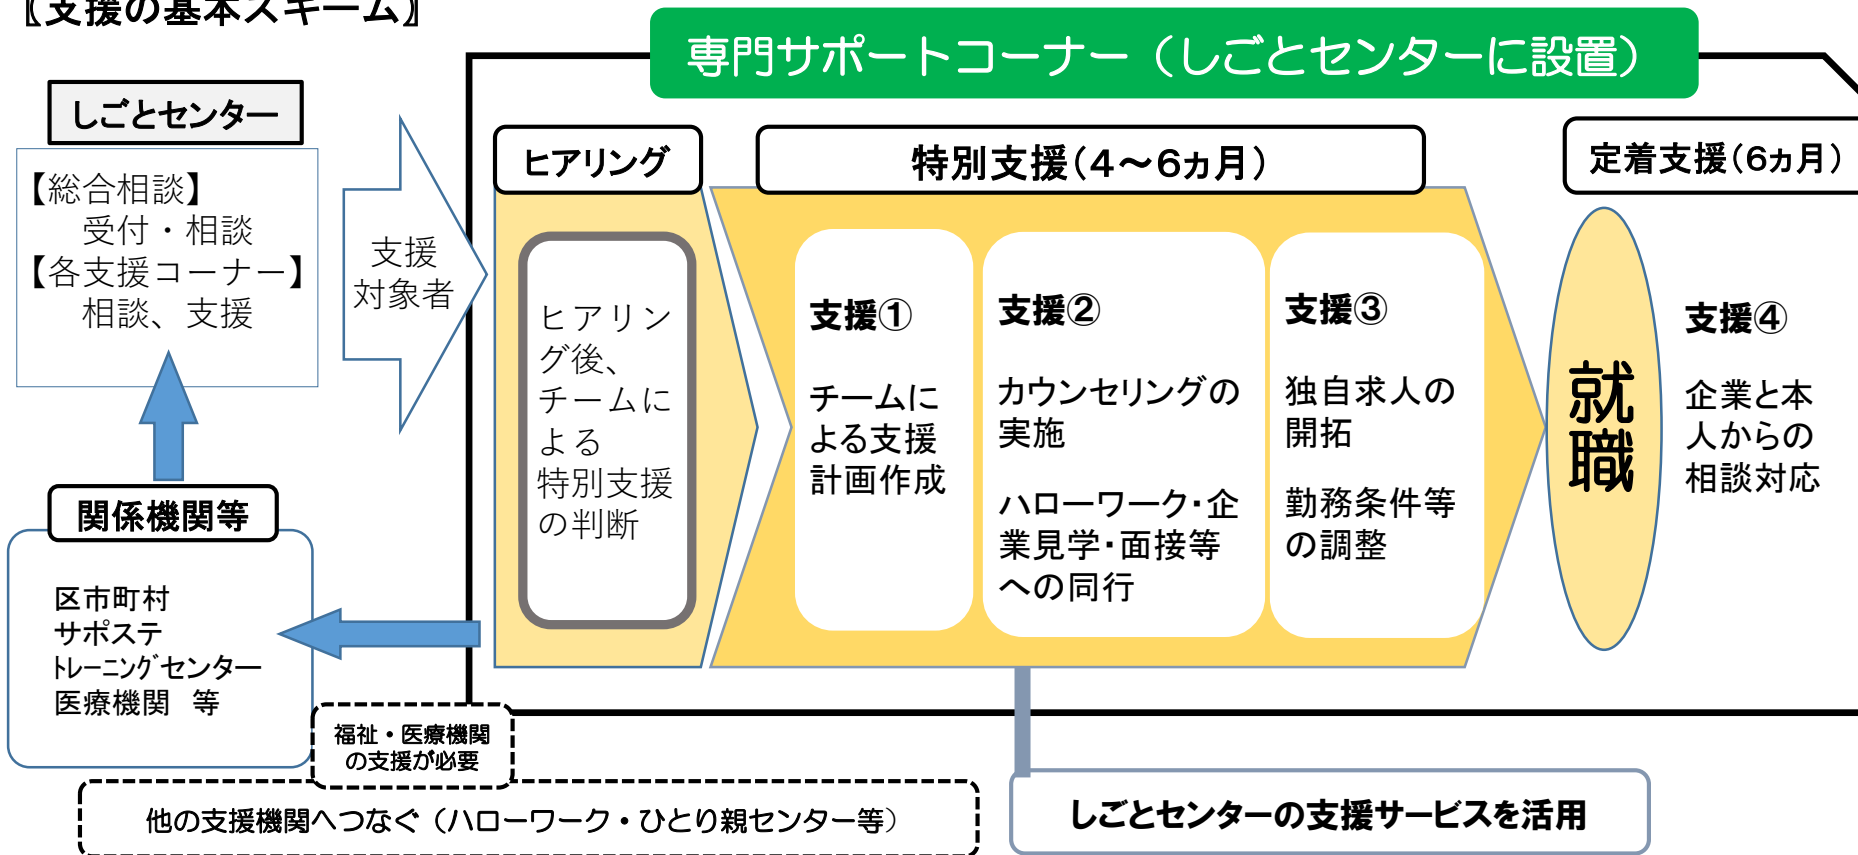 【支援の基本スキーム】
専門サポートコーナー（しごとセンターに設置）
しごとセンター
【総合相談】
受付・相談
【各支援コーナー】
相談、支援
支援
対象者
関係機関等
区市町村
サポステ
トレーニングセンター
医療機関　等
ヒアリング
ヒアリン
グ後、
チームに
よる
特別支援
の判断
特別支援（４～６ヵ月）
支援①
チームに
よる支援
計画作成
支援②
カウンセリングの
実施
ハローワーク・企
業見学・面接等
への同行
支援③
独自求人の
開拓
勤務条件等
の調整
就職
定着支援（６ヵ月）
支援④
企業と本
人からの
相談対応
福祉・医療機関
の支援が必要
他の支援機関へつなぐ（ハローワーク・ひとり親センター等）
しごとセンターの支援サービスを活用